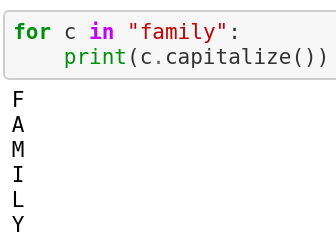 for c in "family":
    print(c.capitalize())
F
A
M
I
L
Y